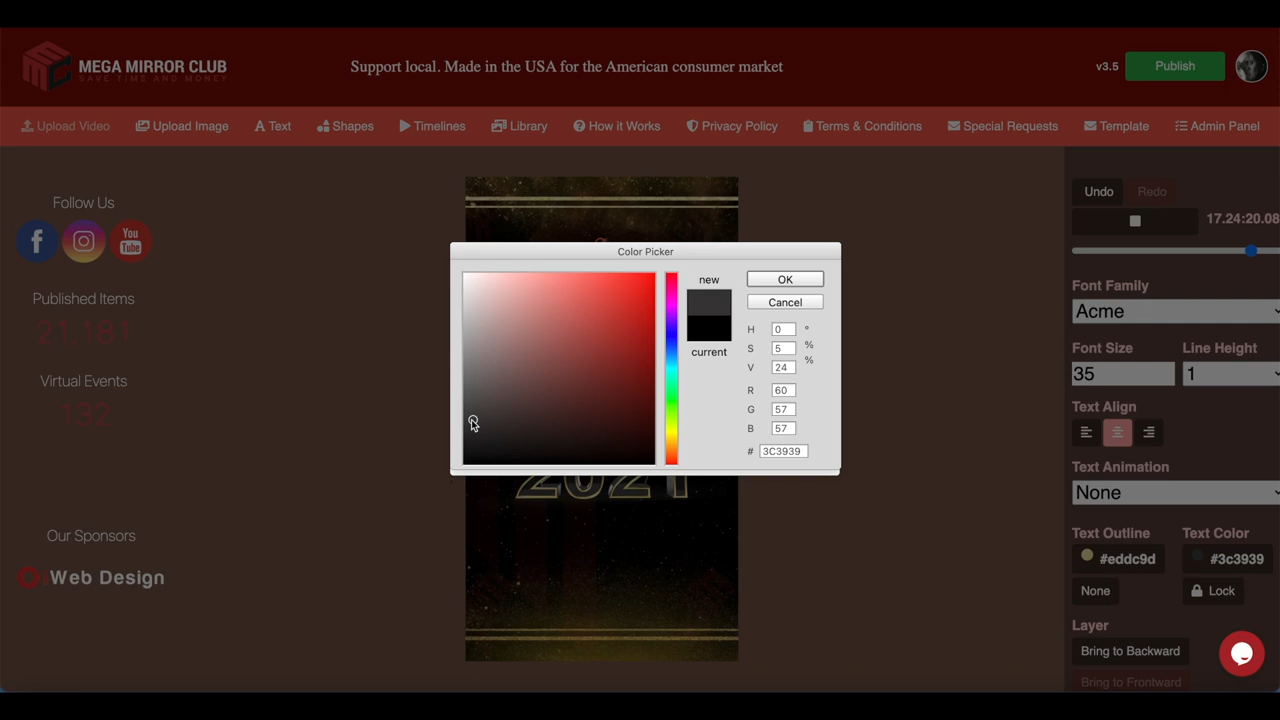 MEGA MIRROR CLUB
SAVE TIME AND MONEY
Support local. Made in the USA for the American consumer market
v3.5
Publish
Upload Video
Upload Image
Text
Shapes
Timelines
Library
How it Works
Privacy Policy
Terms & Conditions
Special Requests
Template
Admin Panel
Follow Us
You
Tube
Published Items
21,181
Virtual Events
132
Our Sponsors
Web Design
Color Picker
new
current
OK
Cancel
H 0 °
S 5 %
V 24 %
R 60
G 57
B 57
# 3C3939
2021
Undo
Redo
17.24:20.08
Font Family
Acme
Font Size
Line Height
35
1
Text Align
Text Animation
None
Text Outline
Text Color
#eddc9d
#3c3939
None
Lock
Layer
Bring to Backward
Bring to Frontward